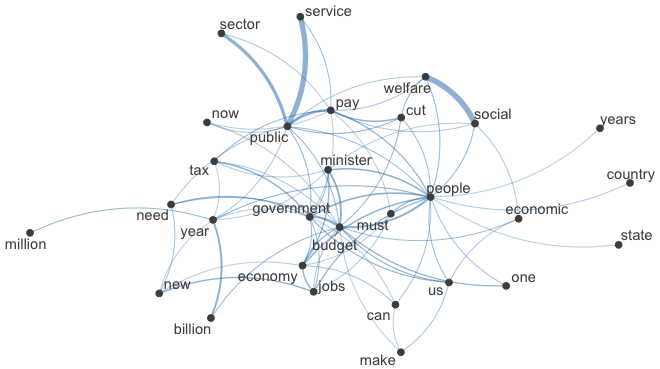 service
sector
welfare
pay
cut
social
now
public
years
minister
tax
country
people
government
economic
need
must
year
state
million
budget
economy
new
jobs
us
one
can
billion
make